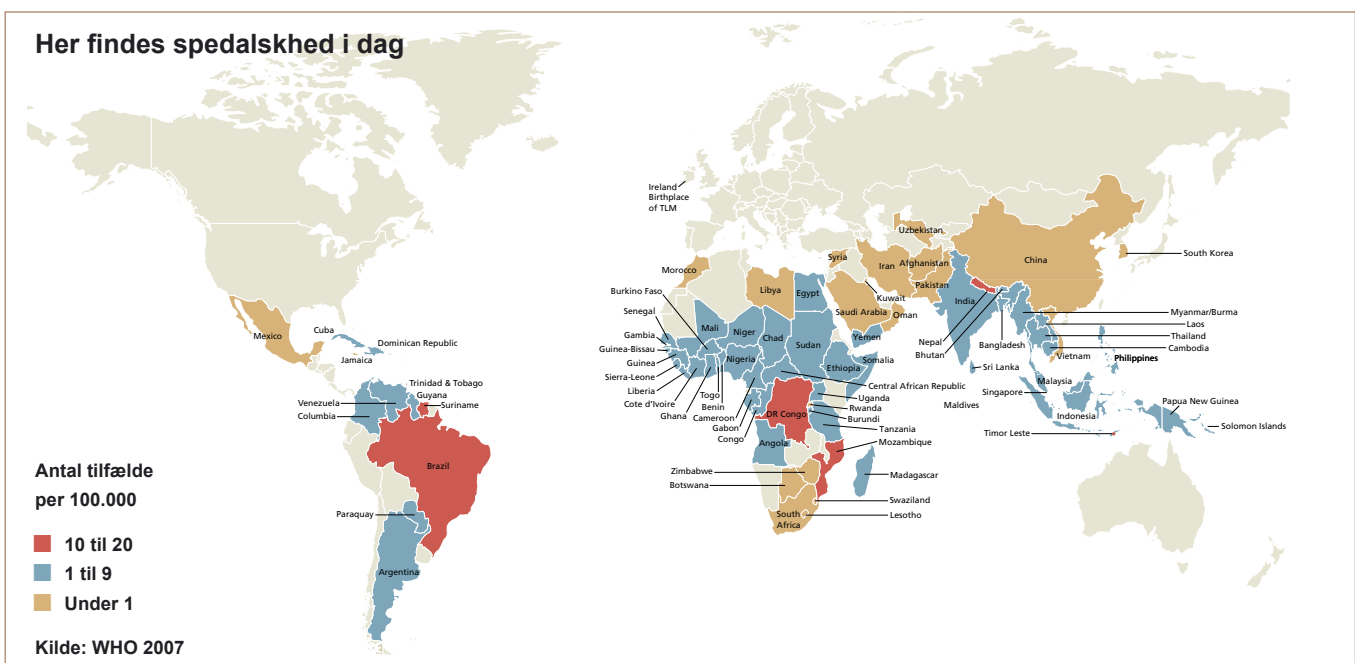 Her findes spedalskhed i dag
Ireland
Birthplace
of TLM
Uzbekistan
South Korea
China
Syria
Iran
Afghanistan
Morocco
Libya
Egypt
Pakistan
Kuwait
Burkino Faso
Saudi Arabia
Oman
India
Senegal
Mali
Niger
Chad
Sudan
Yemen
Myanmar/Burma
Laos
Gambia
Nepal
Thailand
Bhutan
Bangladesh
Cambodia
Guinea-Bissau
Vietnam
Philippines
Guinea
Nigeria
Ethiopia
Somalia
Sri Lanka
Sierra-Leone
Central African Republic
Malaysia
Liberia
Togo
Uganda
Singapore
Cote d'Ivoire
Benin
Rwanda
Maldives
Papua New Guinea
Ghana
Cameroon
DR Congo
Burundi
Indonesia
Gabon
Tanzania
Solomon Islands
Congo
Timor Leste
Angola
Mozambique
Zimbabwe
Madagascar
Botswana
Swaziland
South
Africa
Lesotho
Mexico
Cuba
Dominican Republic
Jamaica
Trinidad & Tobago
Guyana
Venezuela
Suriname
Columbia
Brazil
Paraguay
Argentina
Antal tilfælde
per 100.000
10 til 20
1 til 9
Under 1
Kilde: WHO 2007